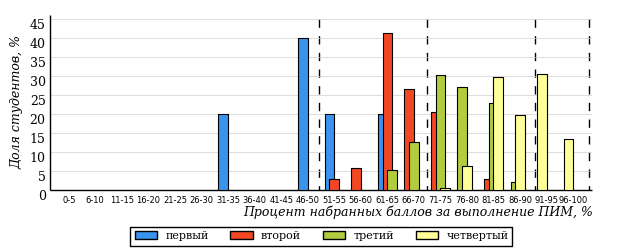 Доля студентов, %
45
40
35
30
25
20
15
10
5
0
0-5 6-10 11-15 16-20 21-25 26-30 31-35 36-40 41-45 46-50 51-55 56-60 61-65 66-70 71-75 76-80 81-85 86-90 91-95 96-100
Процент набранных баллов за выполнение ПИМ, %
первый второй третий четвертый